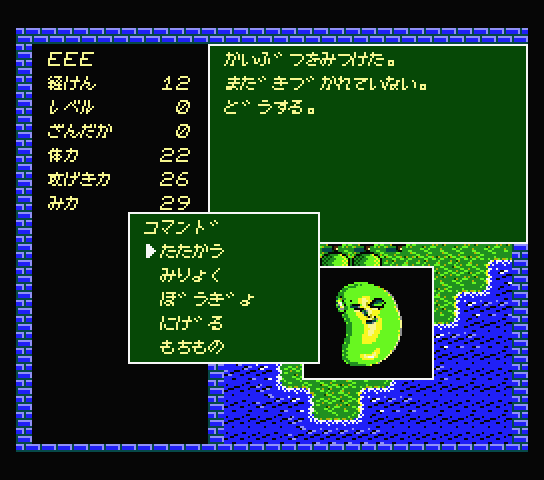 EEE
経けん 12
レベル 0
ざんだか 0
体力 22
攻げき力 26
みカ 29
かいぶつをみつけた。
まだきづかれていない。
どうする。
コマンド
たたかう
みりょく
ぼうぎょ
にげる
もちもの